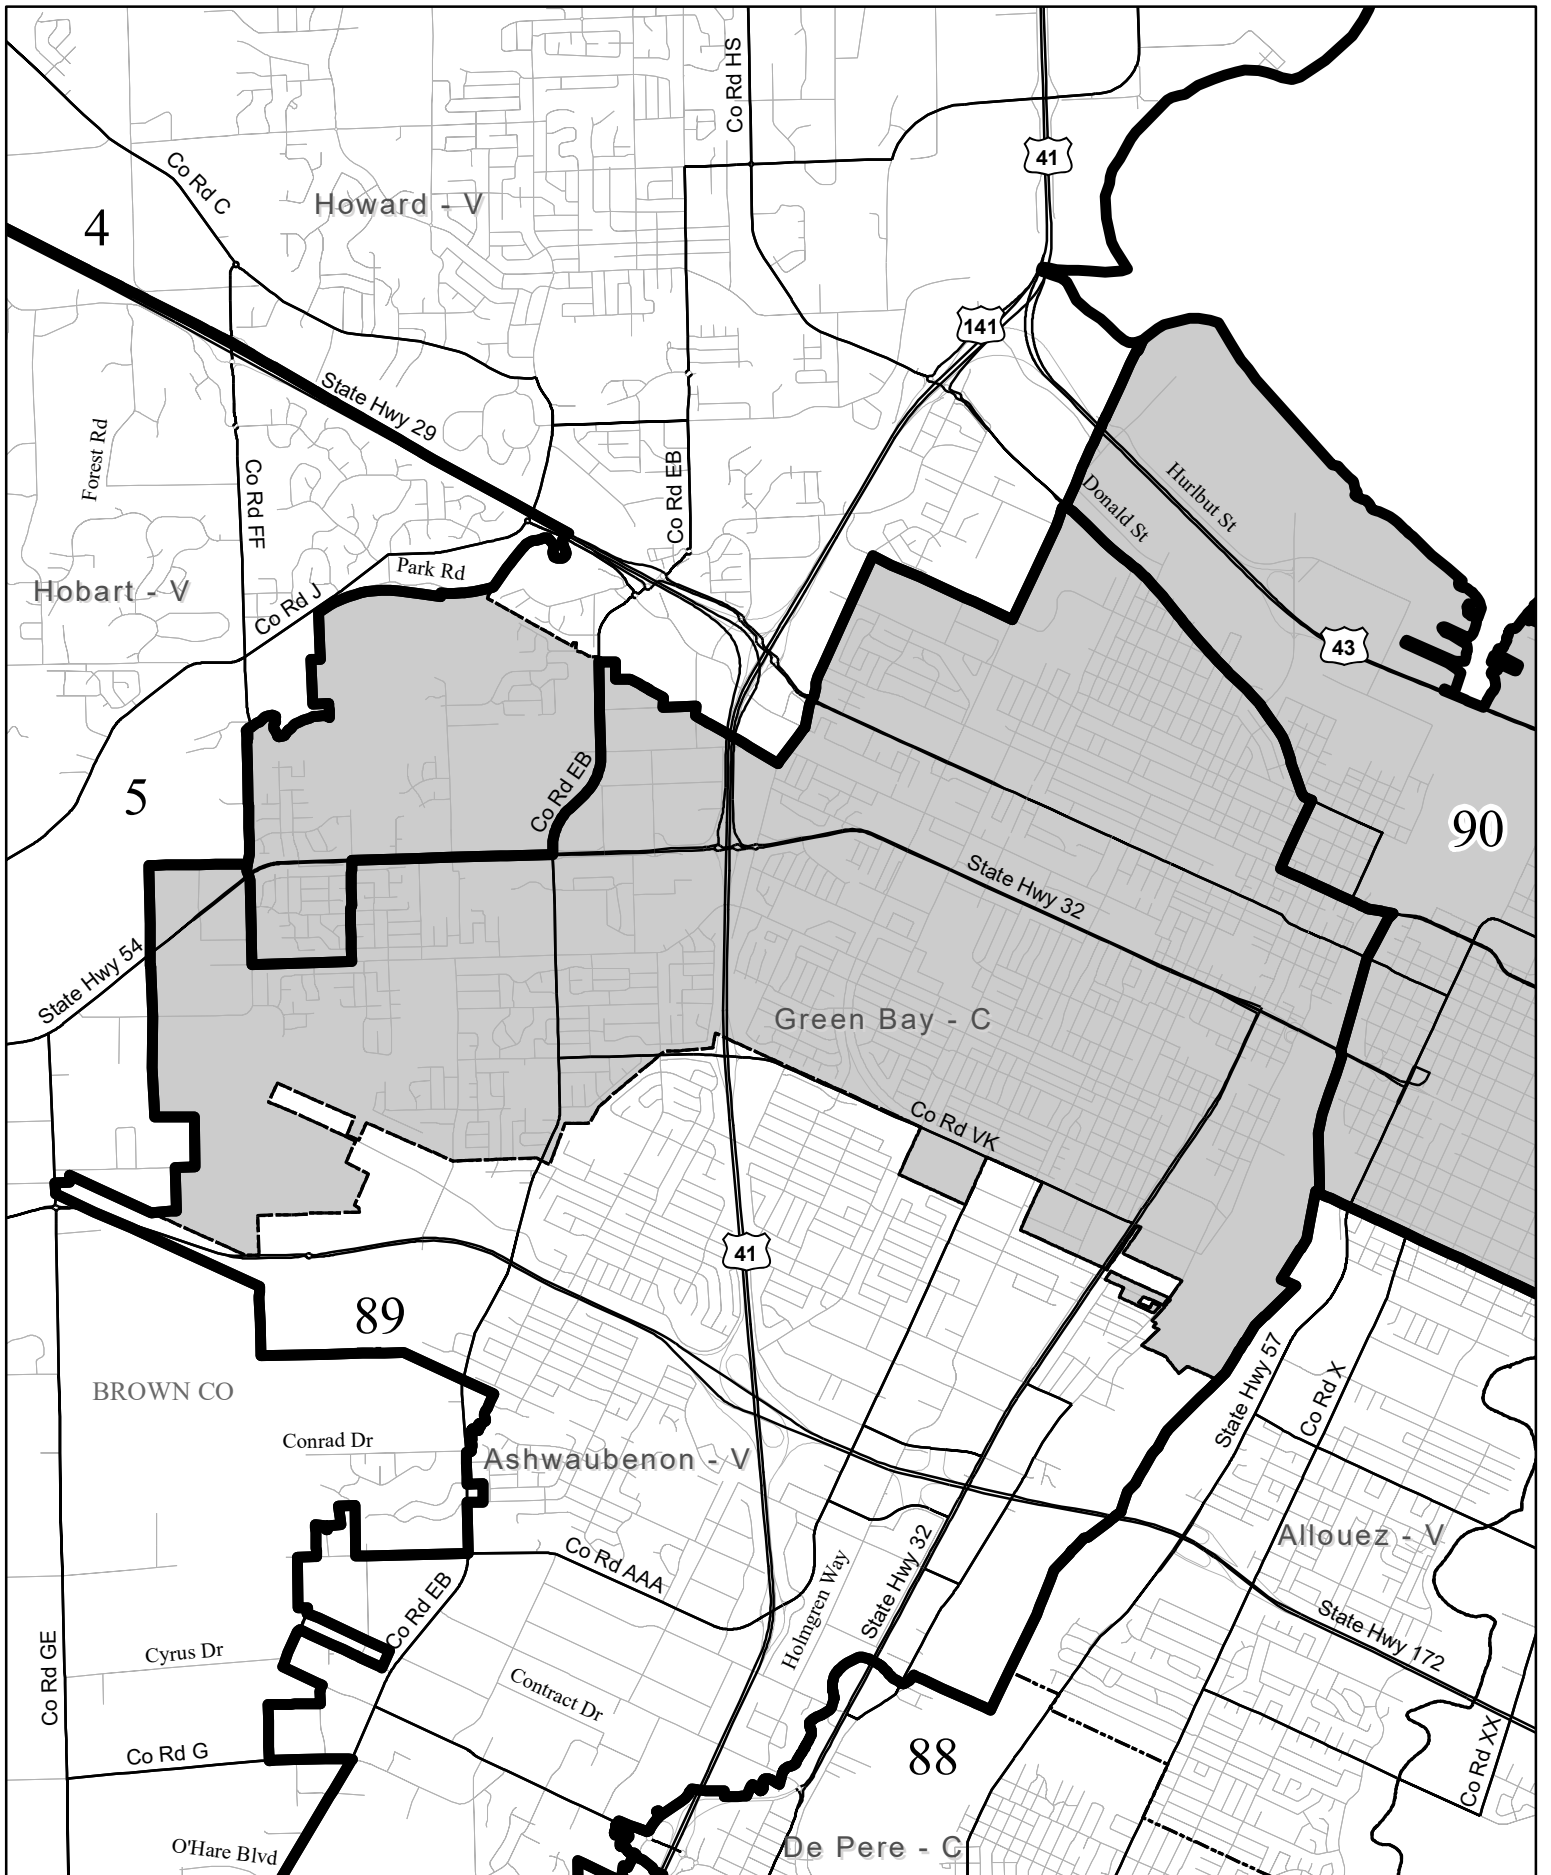 Co Rd HS
41
Co Rd C
Howard - V
4
141
State Hwy 29
Forest Rd
Co Rd FF
Co Rd EB
Donald St
Hurlbut St
Park Rd
Hobart - V
Co Rd J
43
5
Co Rd EB
90
State Hwy 32
State Hwy 54
Green Bay - C
Co Rd VK
41
89
BROWN CO
State Hwy 57
Co Rd X
Conrad Dr
Ashwaubenon - V
Allouez - V
Co Rd AAA
Co Rd EB
Holmgren Way
State Hwy 32
State Hwy 172
Co Rd GE
Cyrus Dr
Contract Dr
Co Rd G
88
Co Rd XX
O'Hare Blvd
De Pere - C